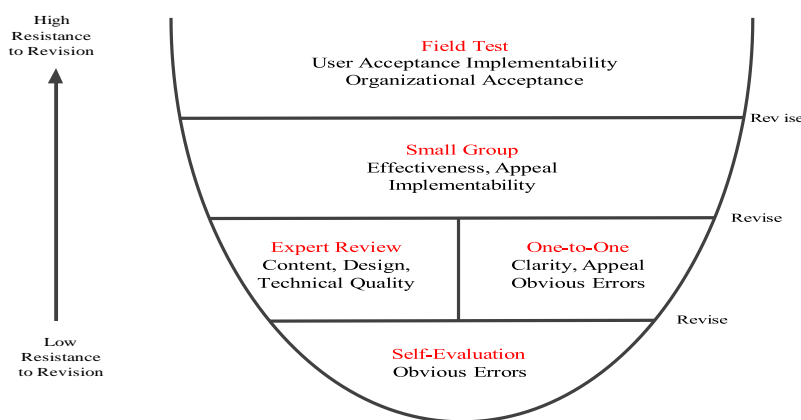 High
Resistance
to Revision
Field Test
User Acceptance Implementability
Organizational Acceptance
Rev ise
Small Group
Effectiveness, Appeal
Implementability
Revise
Expert Review
Content, Design,
Technical Quality
One-to-One
Clarity, Appeal
Obvious Errors
Revise
Low
Resistance
to Revision
Self-Evaluation
Obvious Errors